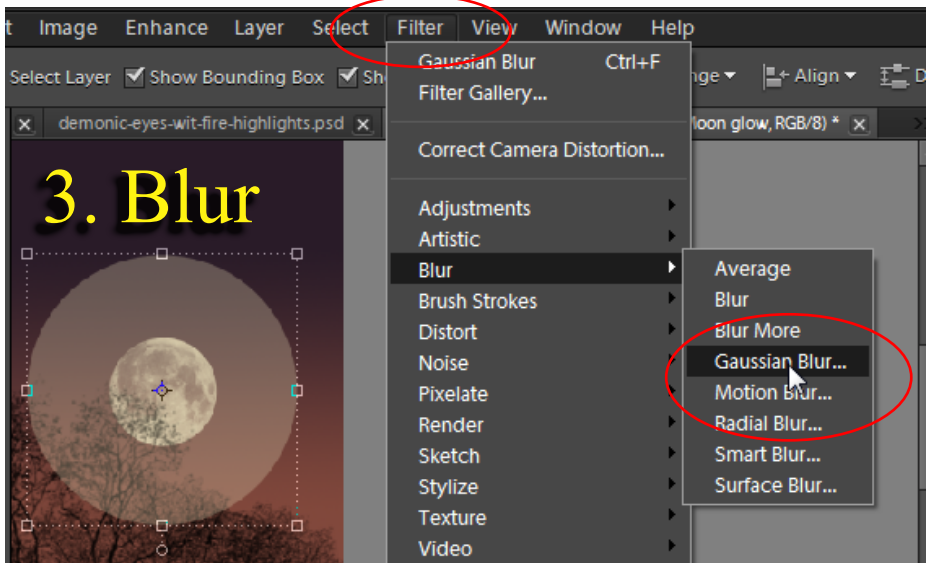 t Image Enhance Layer Select Filter View Window Help
Select Layer Show Bounding Box Sh nge Align D
demonic-eyes-wit-fire-highlights.psd Moon glow, RGB/8) *
3. Blur
Gaussian Blur Ctrl+F
Filter Gallery...
Correct Camera Distortion...
Adjustments
Artistic
Blur
Brush Strokes
Distort
Noise
Pixelate
Render
Sketch
Stylize
Texture
Video
Average
Blur
Blur More
Gaussian Blur...
Motion Blur...
Radial Blur...
Smart Blur...
Surface Blur...